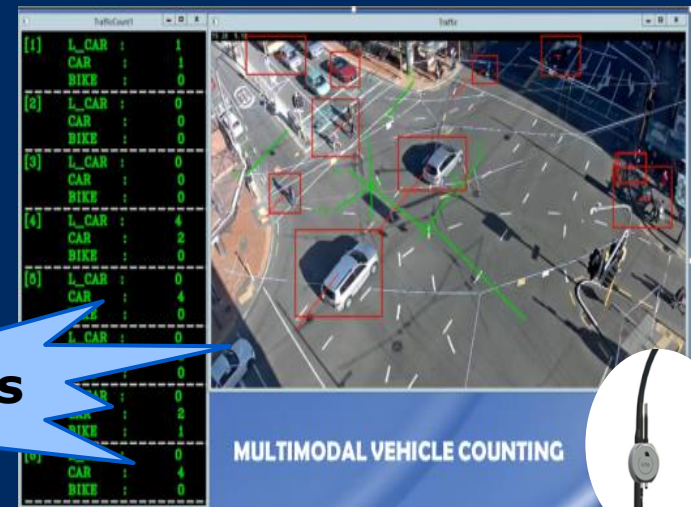 TrafficCount1
Traffic
[1] L_CAR : 1
CAR : 1
BIKE : 0
[2] L_CAR : 0
CAR : 0
BIKE : 0
[3] L_CAR : 0
CAR : 0
BIKE : 0
[4] L_CAR : 4
CAR : 2
BIKE : 0
[5] L_CAR : 0
CAR : 4
: 0
L_CAR : 0
: 0
: 0
CAR : 2
BIKE : 1
: 0
CAR : 4
BIKE : 0
s
MULTIMODAL VEHICLE COUNTING